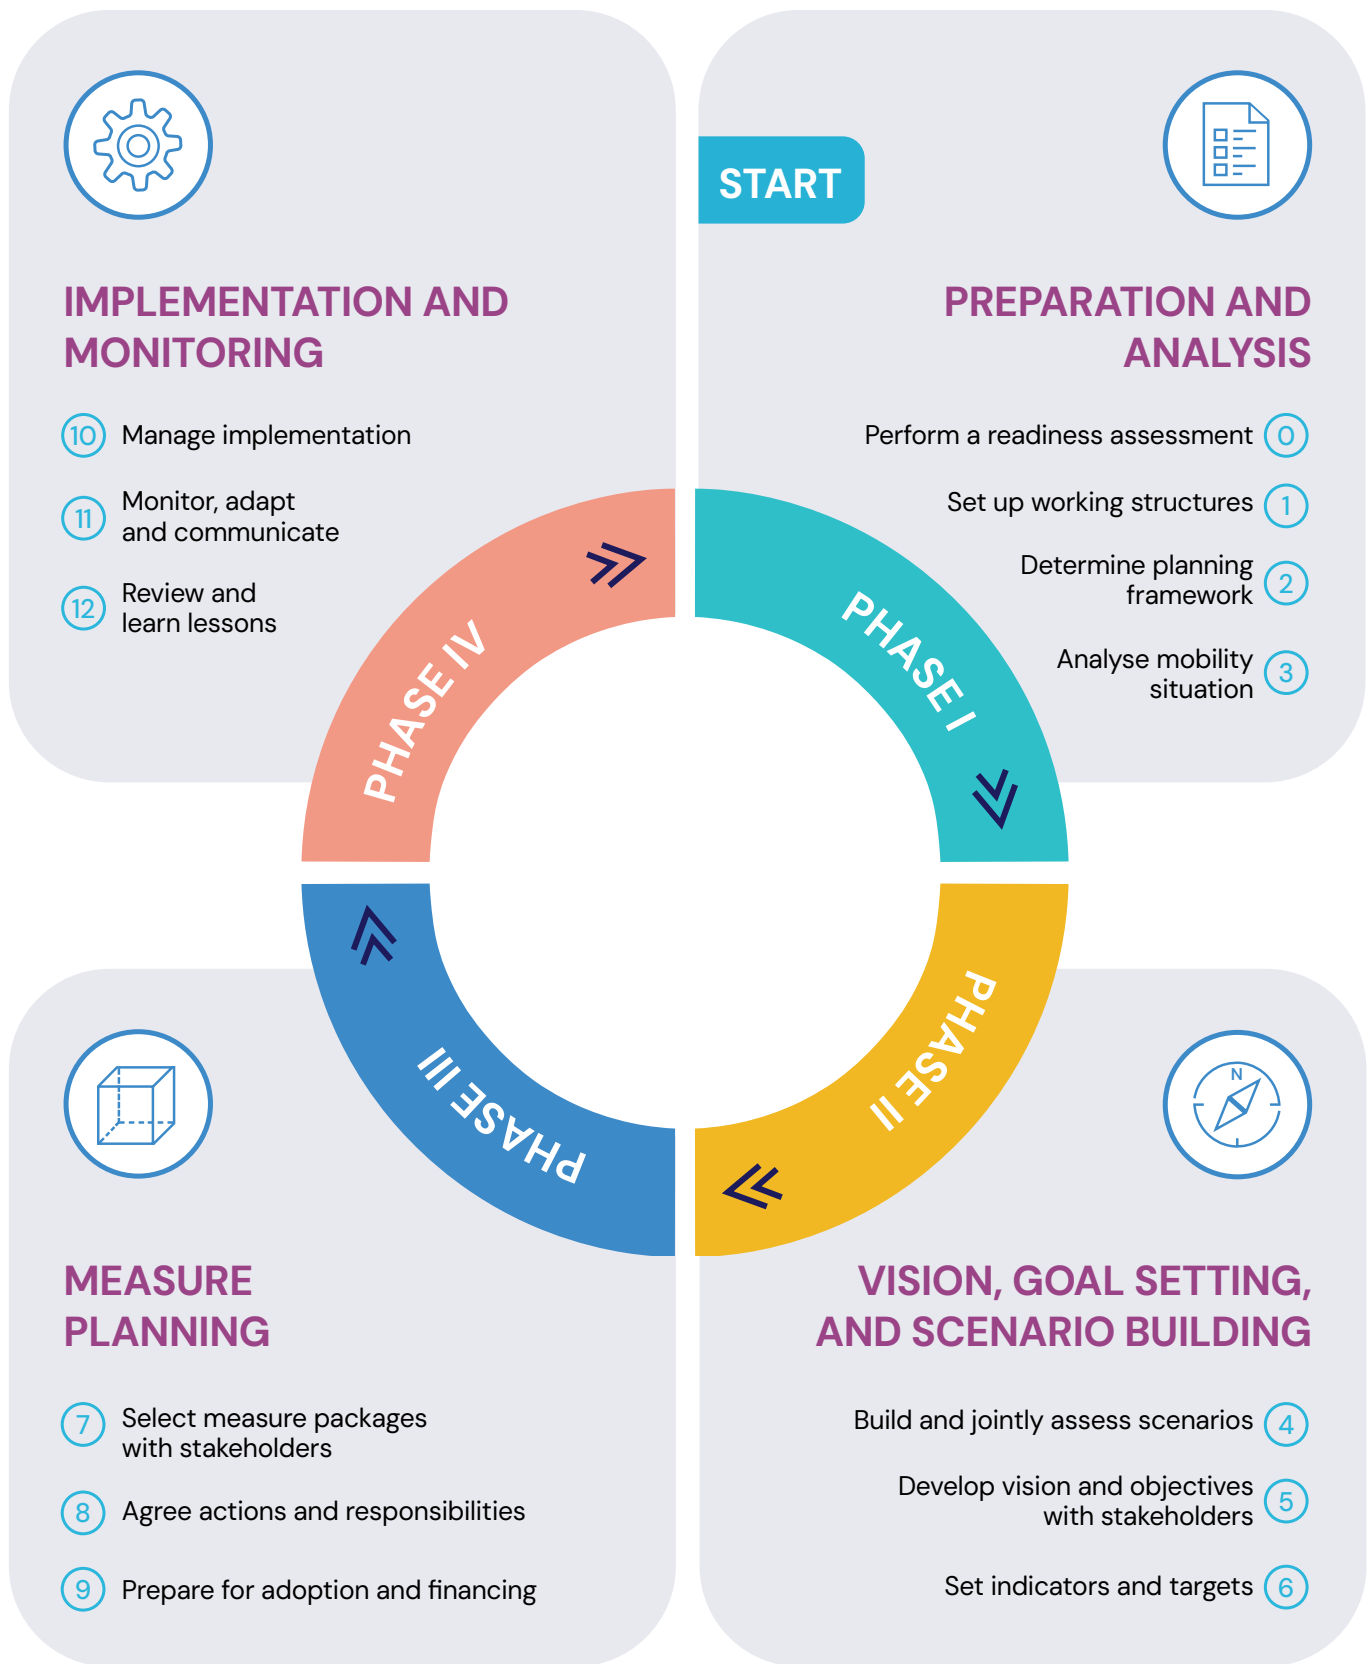 START
PREPARATION AND
ANALYSIS
Perform a readiness assessment 0
Set up working structures 1
Determine planning
framework 2
Analyse mobility
situation 3
PHASE I
VISION, GOAL SETTING,
AND SCENARIO BUILDING
N
Build and jointly assess scenarios 4
Develop vision and objectives
with stakeholders 5
Set indicators and targets 6
PHASE II
MEASURE
PLANNING
7 Select measure packages
with stakeholders
8 Agree actions and responsibilities
9 Prepare for adoption and financing
PHASE III
IMPLEMENTATION AND
MONITORING
10 Manage implementation
11 Monitor, adapt
and communicate
12 Review and
learn lessons
PHASE IV